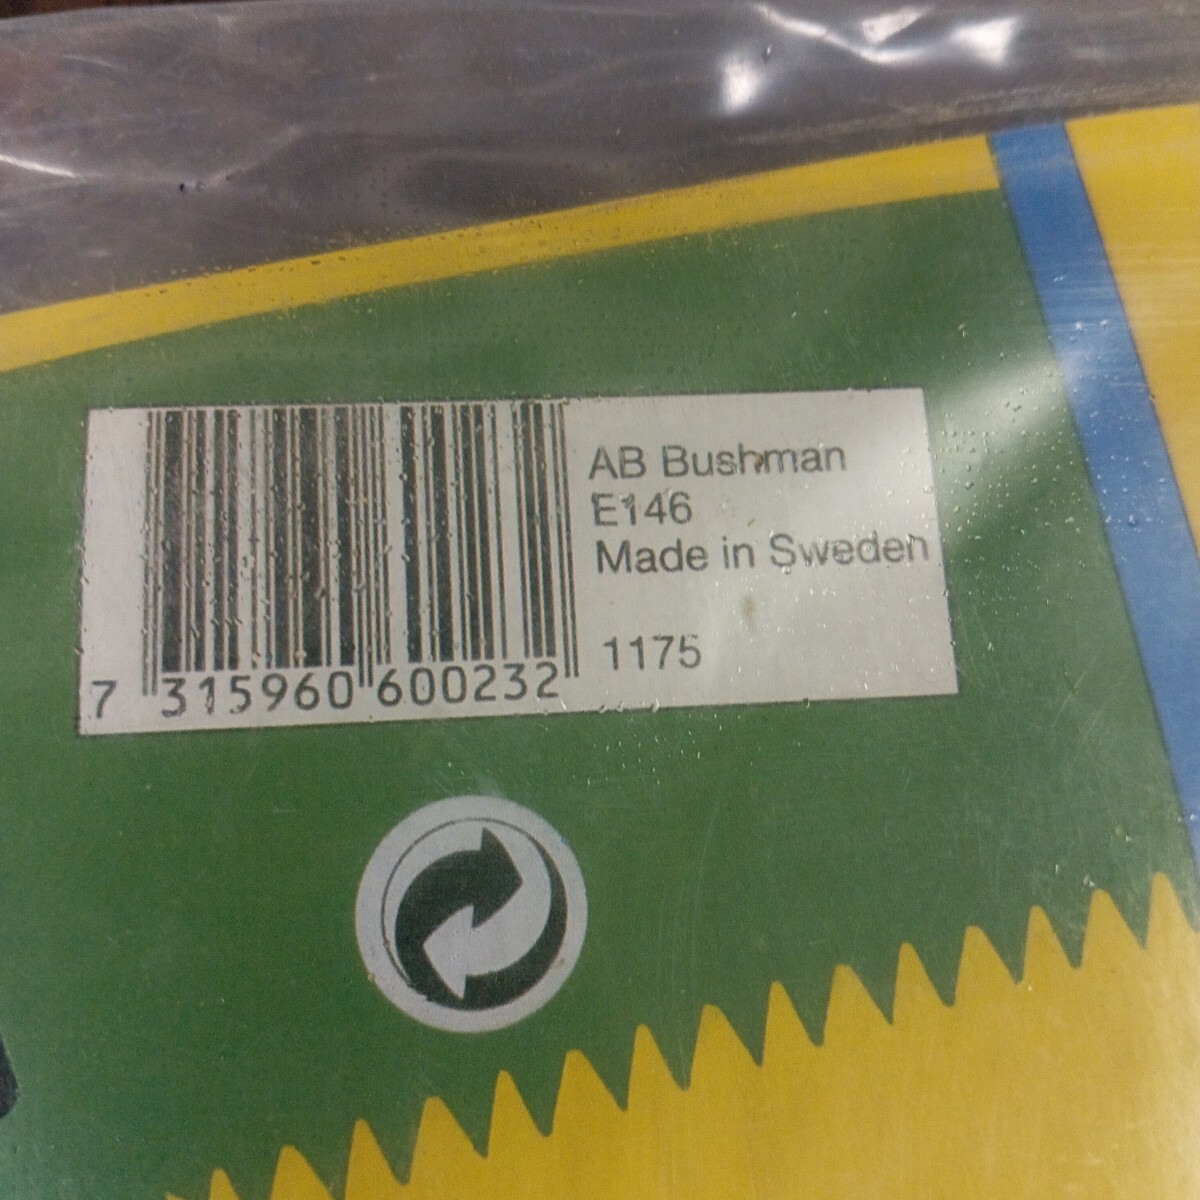 AB Bushman
E146
Made in Sweden
1175
7 315960 600232